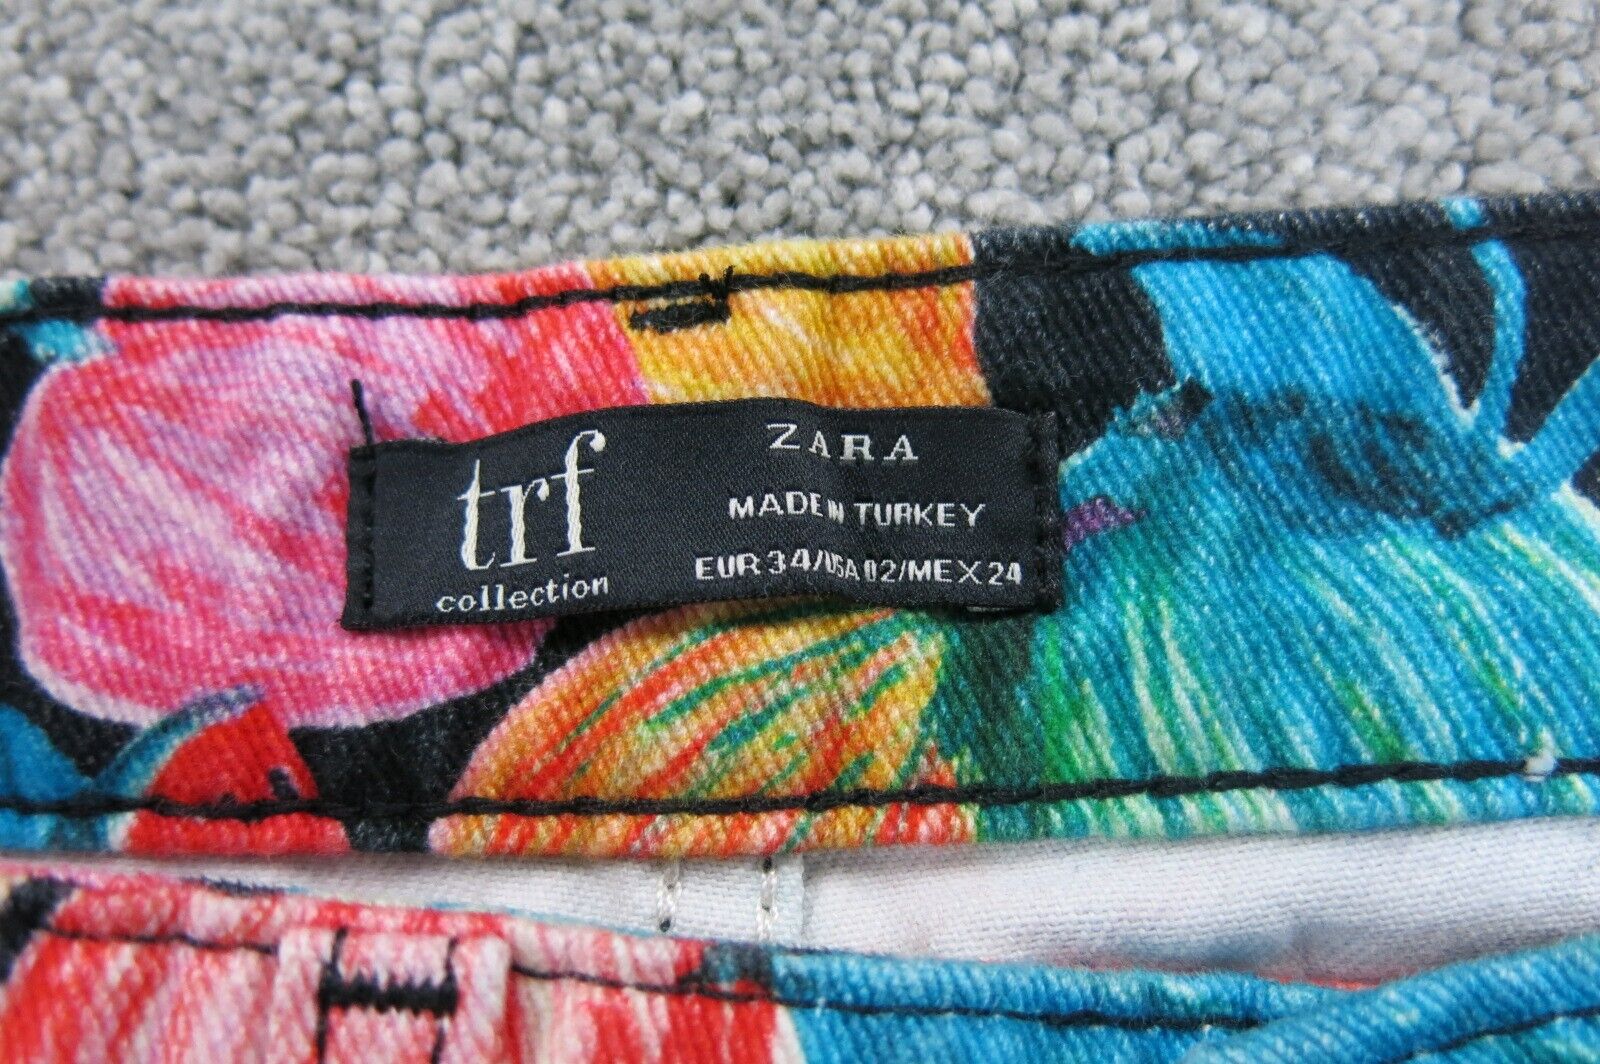 trf
collection
ZARA
MADE IN TURKEY
EUR 34/USA 02/MEX 24